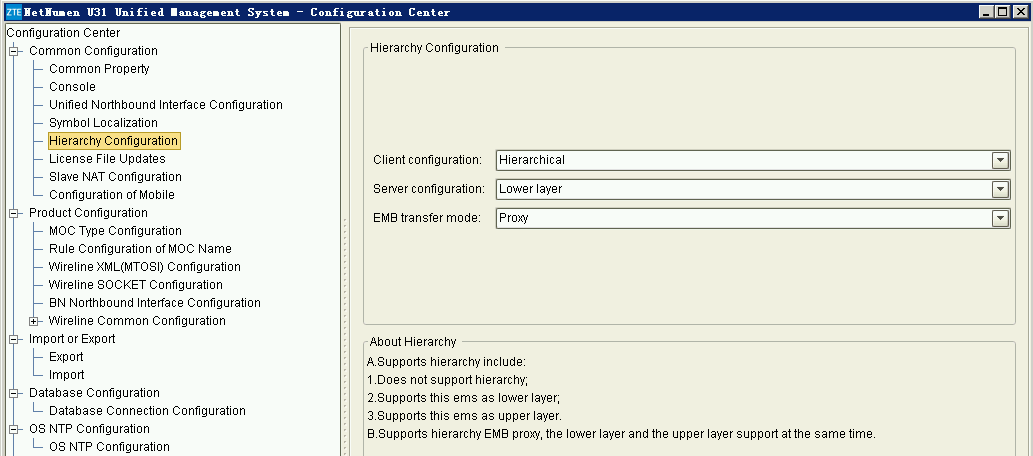 ZTE NetNumen U31 Unified Management System - Configuration Center
Configuration Center
Common Configuration
Common Property
Console
Unified Northbound Interface Configuration
Symbol Localization
Hierarchy Configuration
License File Updates
Slave NAT Configuration
Configuration of Mobile
Product Configuration
MOC Type Configuration
Rule Configuration of MOC Name
Wireline XML(MTOSI) Configuration
Wireline SOCKET Configuration
BN Northbound Interface Configuration
Wireline Common Configuration
Import or Export
Export
Import
Database Configuration
Database Connection Configuration
OS NTP Configuration
OS NTP Configuration
Hierarchy Configuration
Client configuration: Hierarchical
Server configuration: Lower layer
EMB transfer mode: Proxy
About Hierarchy
A.Supports hierarchy include:
1.Does not support hierarchy;
2.Supports this ems as lower layer;
3.Supports this ems as upper layer.
B.Supports hierarchy EMB proxy, the lower layer and the upper layer support at the same time.